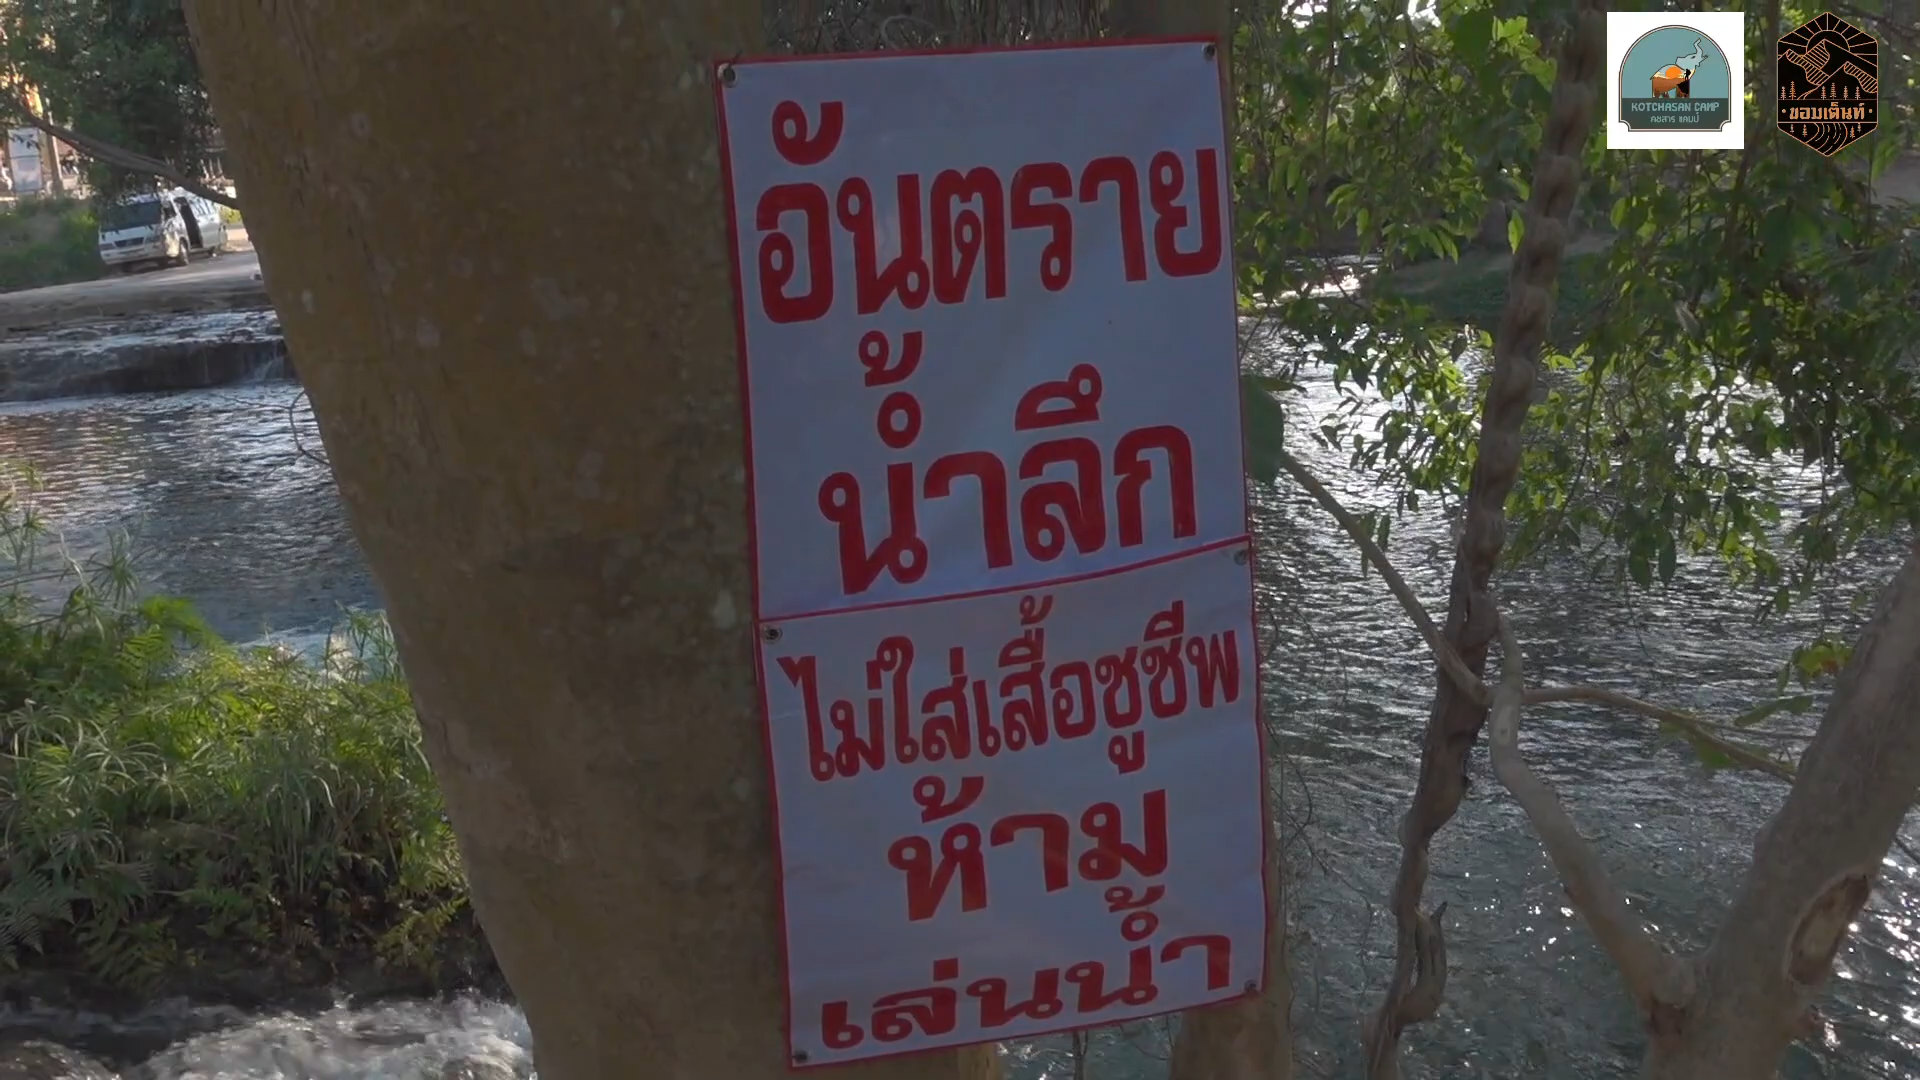 อันตราย
น้ำลึก
ไม่ใส่เสื้อชูชีพ
ห้าม
เล่นน้ำ
KOTCHASAN CAMP
คชสาร แคมป์
ขอมเต็นท์